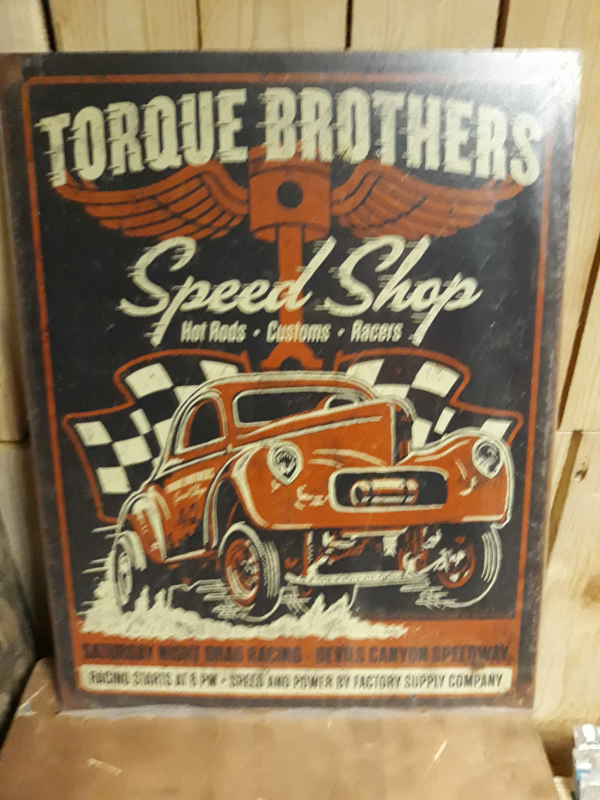 TORQUE BROTHERS
Speed Shop
Hot Rods • Customs • Racers
SATURDAY NIGHT DRAG RACING - DEVILS CANYON SPEEDWAY
RACING STARTS AT 8 PM • SPEED AND POWER BY FACTORY SUPPLY COMPANY